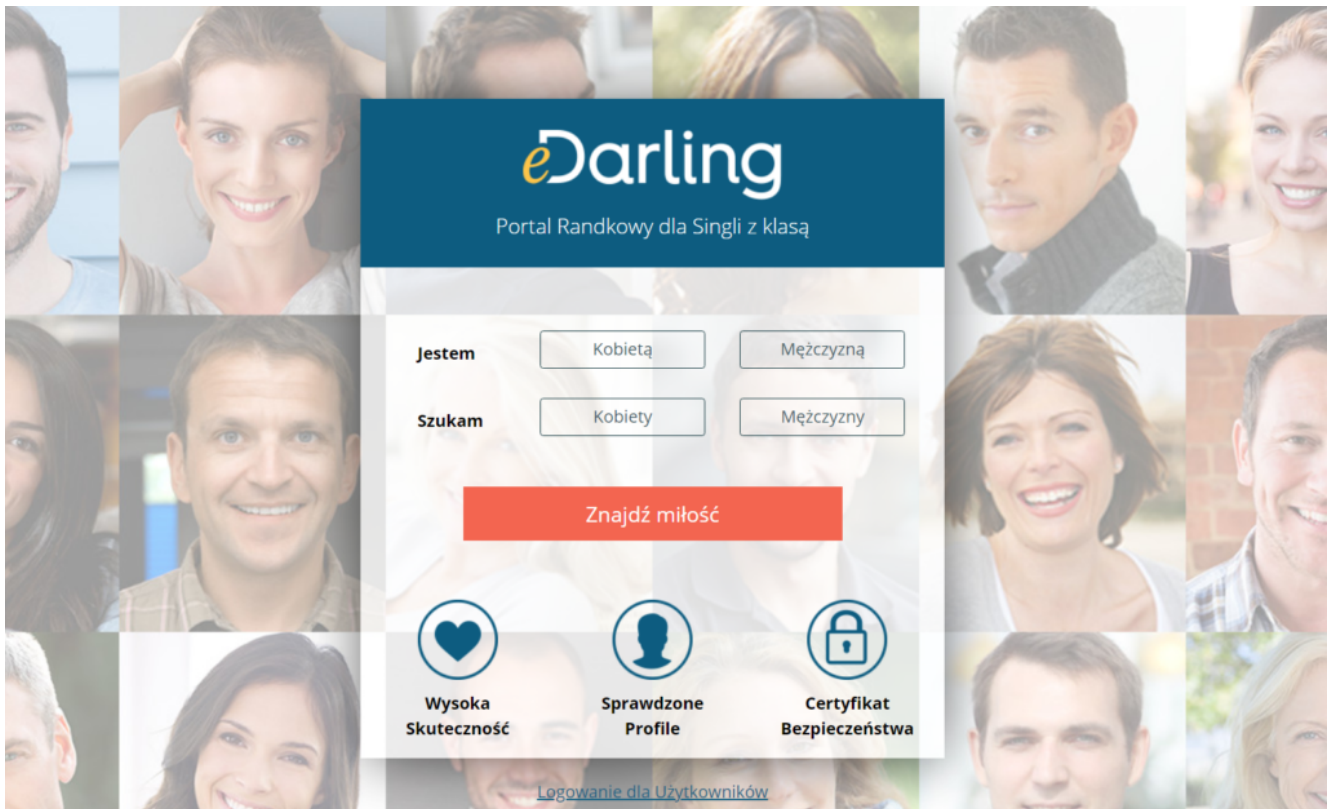 eDarling
Portal Randkowy dla Singli z klasą
Jestem Kobietą Mężczyzną
Szukam Kobiety Mężczyzny
Znajdź miłość
Wysoka Skuteczność
Sprawdzone Profile
Certyfikat Bezpieczeństwa
Logowanie dla Użytkowników